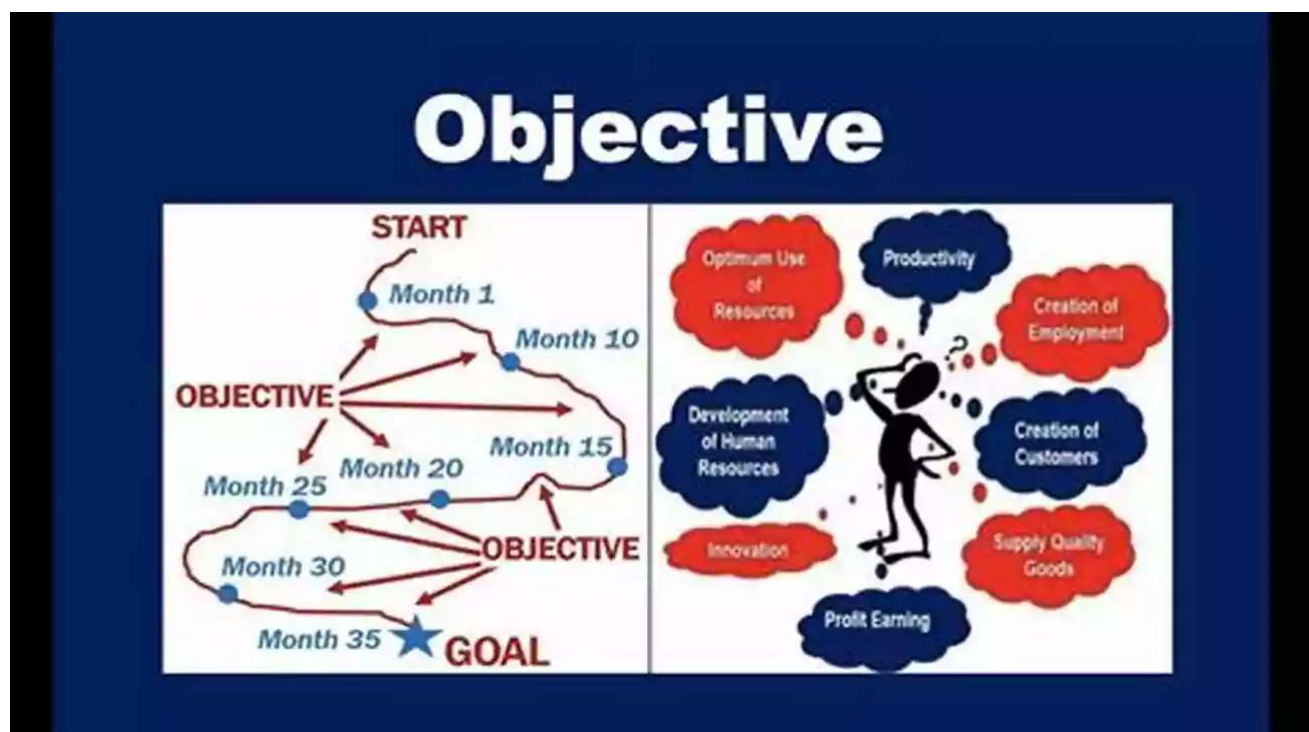 Objective
START
Month 1
Month 10
OBJECTIVE
Month 15
Month 20
Month 25
OBJECTIVE
Month 30
Month 35
GOAL
Optimum Use
of
Resources
Productivity
Creation of
Employment
?
Development
of Human
Resources
Creation of
Customers
Innovation
Supply Quality
Goods
Profit Earning